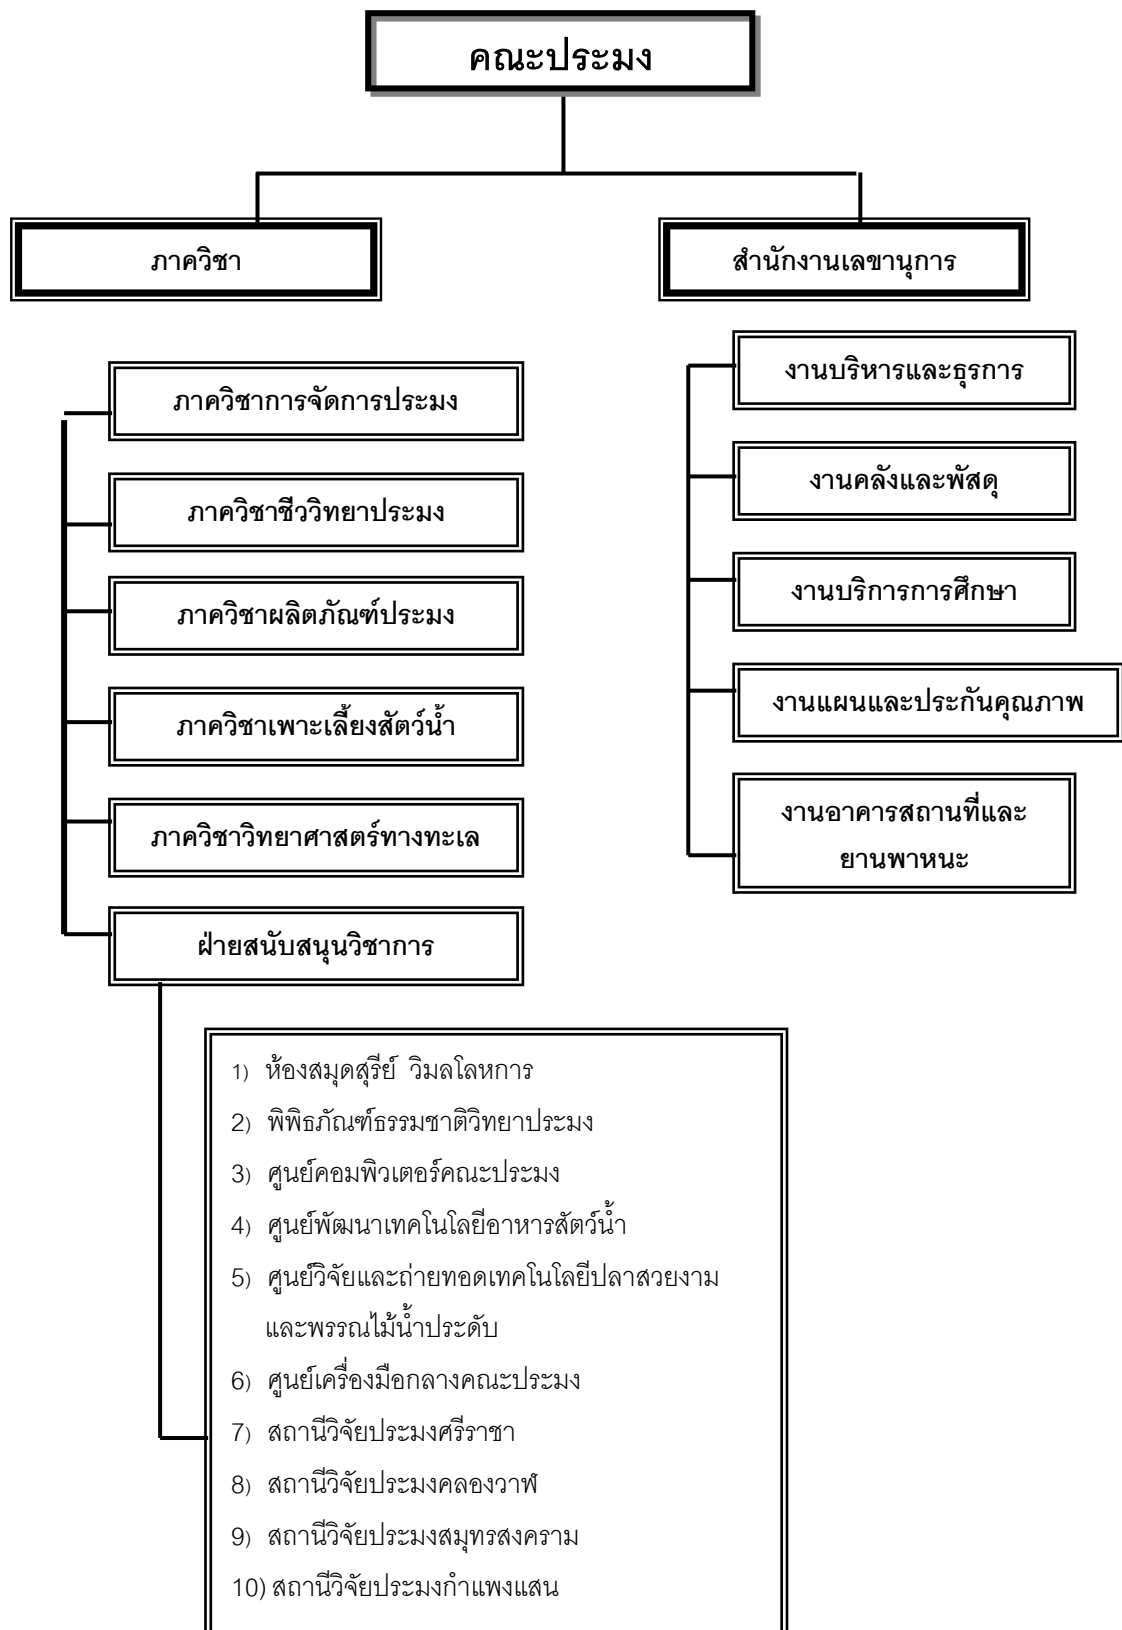 คณะประมง
ภาควิชา
สำนักงานเลขานุการ
ภาควิชาการจัดการประมง
ภาควิชาชีววิทยาประมง
ภาควิชาผลิตภัณฑ์ประมง
ภาควิชาเพาะเลี้ยงสัตว์น้ำ
ภาควิชาวิทยาศาสตร์ทางทะเล
ฝ่ายสนับสนุนวิชาการ
1) ห้องสมุดสุรีย์ วิมลโลหการ
2) พิพิธภัณฑ์ธรรมชาติวิทยาประมง
3) ศูนย์คอมพิวเตอร์คณะประมง
4) ศูนย์พัฒนาเทคโนโลยีอาหารสัตว์น้ำ
5) ศูนย์วิจัยและถ่ายทอดเทคโนโลยีปลาสวยงาม
และพรรณไม้น้ำประดับ
6) ศูนย์เครื่องมือกลางคณะประมง
7) สถานีวิจัยประมงศรีราชา
8) สถานีวิจัยประมงคลองวาฬ
9) สถานีวิจัยประมงสมุทรสงคราม
10) สถานีวิจัยประมงกำแพงแสน
งานบริหารและธุรการ
งานคลังและพัสดุ
งานบริการการศึกษา
งานแผนและประกันคุณภาพ
งานอาคารสถานที่และ
ยานพาหนะ